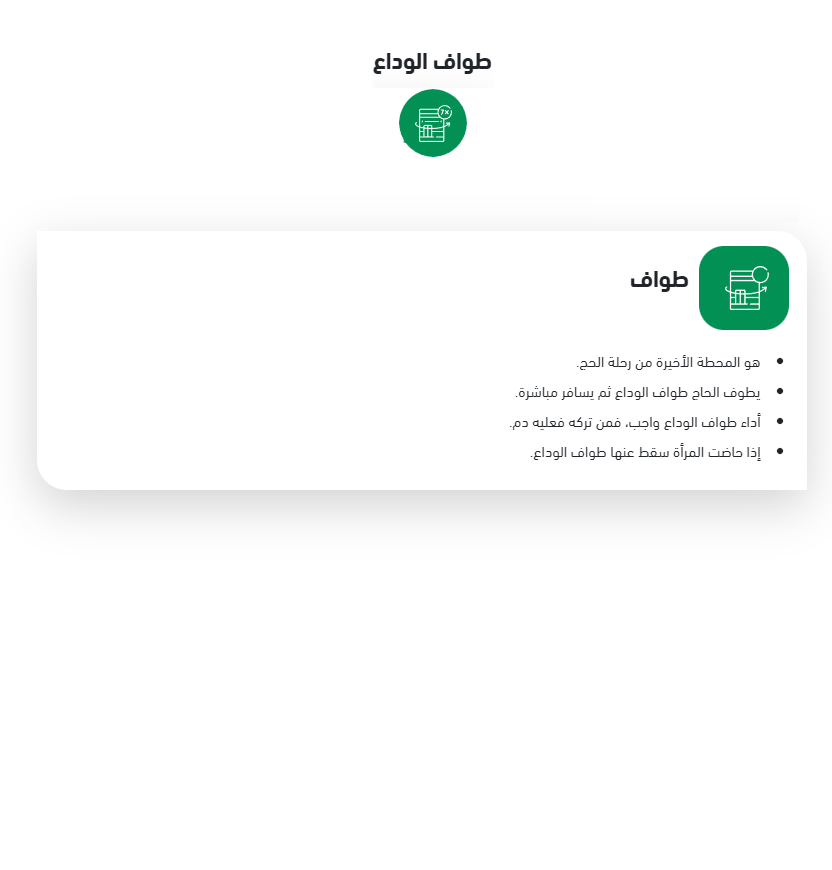 طواف الوداع
7x
طواف
هو المحطة الأخيرة من رحلة الحج.
يطوف الحاج طواف الوداع ثم يسافر مباشرة.
أداء طواف الوداع واجب، فمن تركه فعليه دم.
إذا حاضت المرأة سقط عنها طواف الوداع.